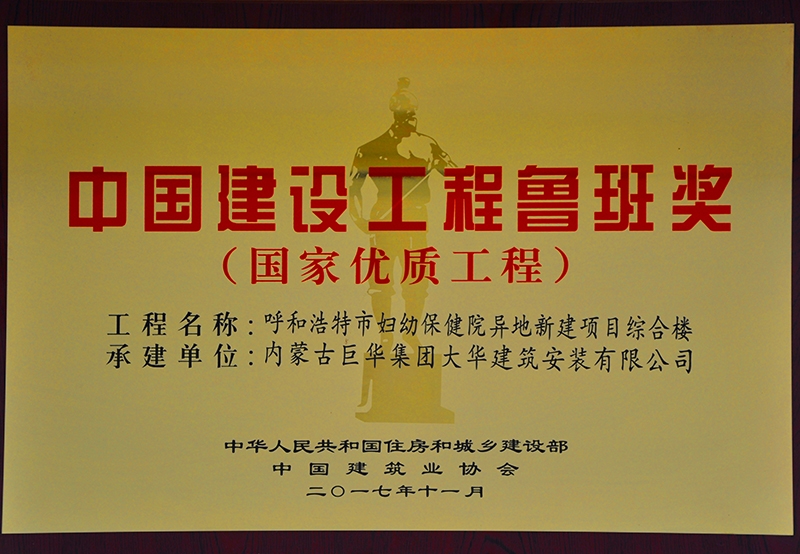 中国建设工程鲁班奖
（国家优质工程）
工程名称：呼和浩特市妇幼保健院异地新建项目综合楼
承建单位：内蒙古巨华集团大华建筑安装有限公司
中华人民共和国住房和城乡建设部
中国建筑业协会
二〇一七年十一月